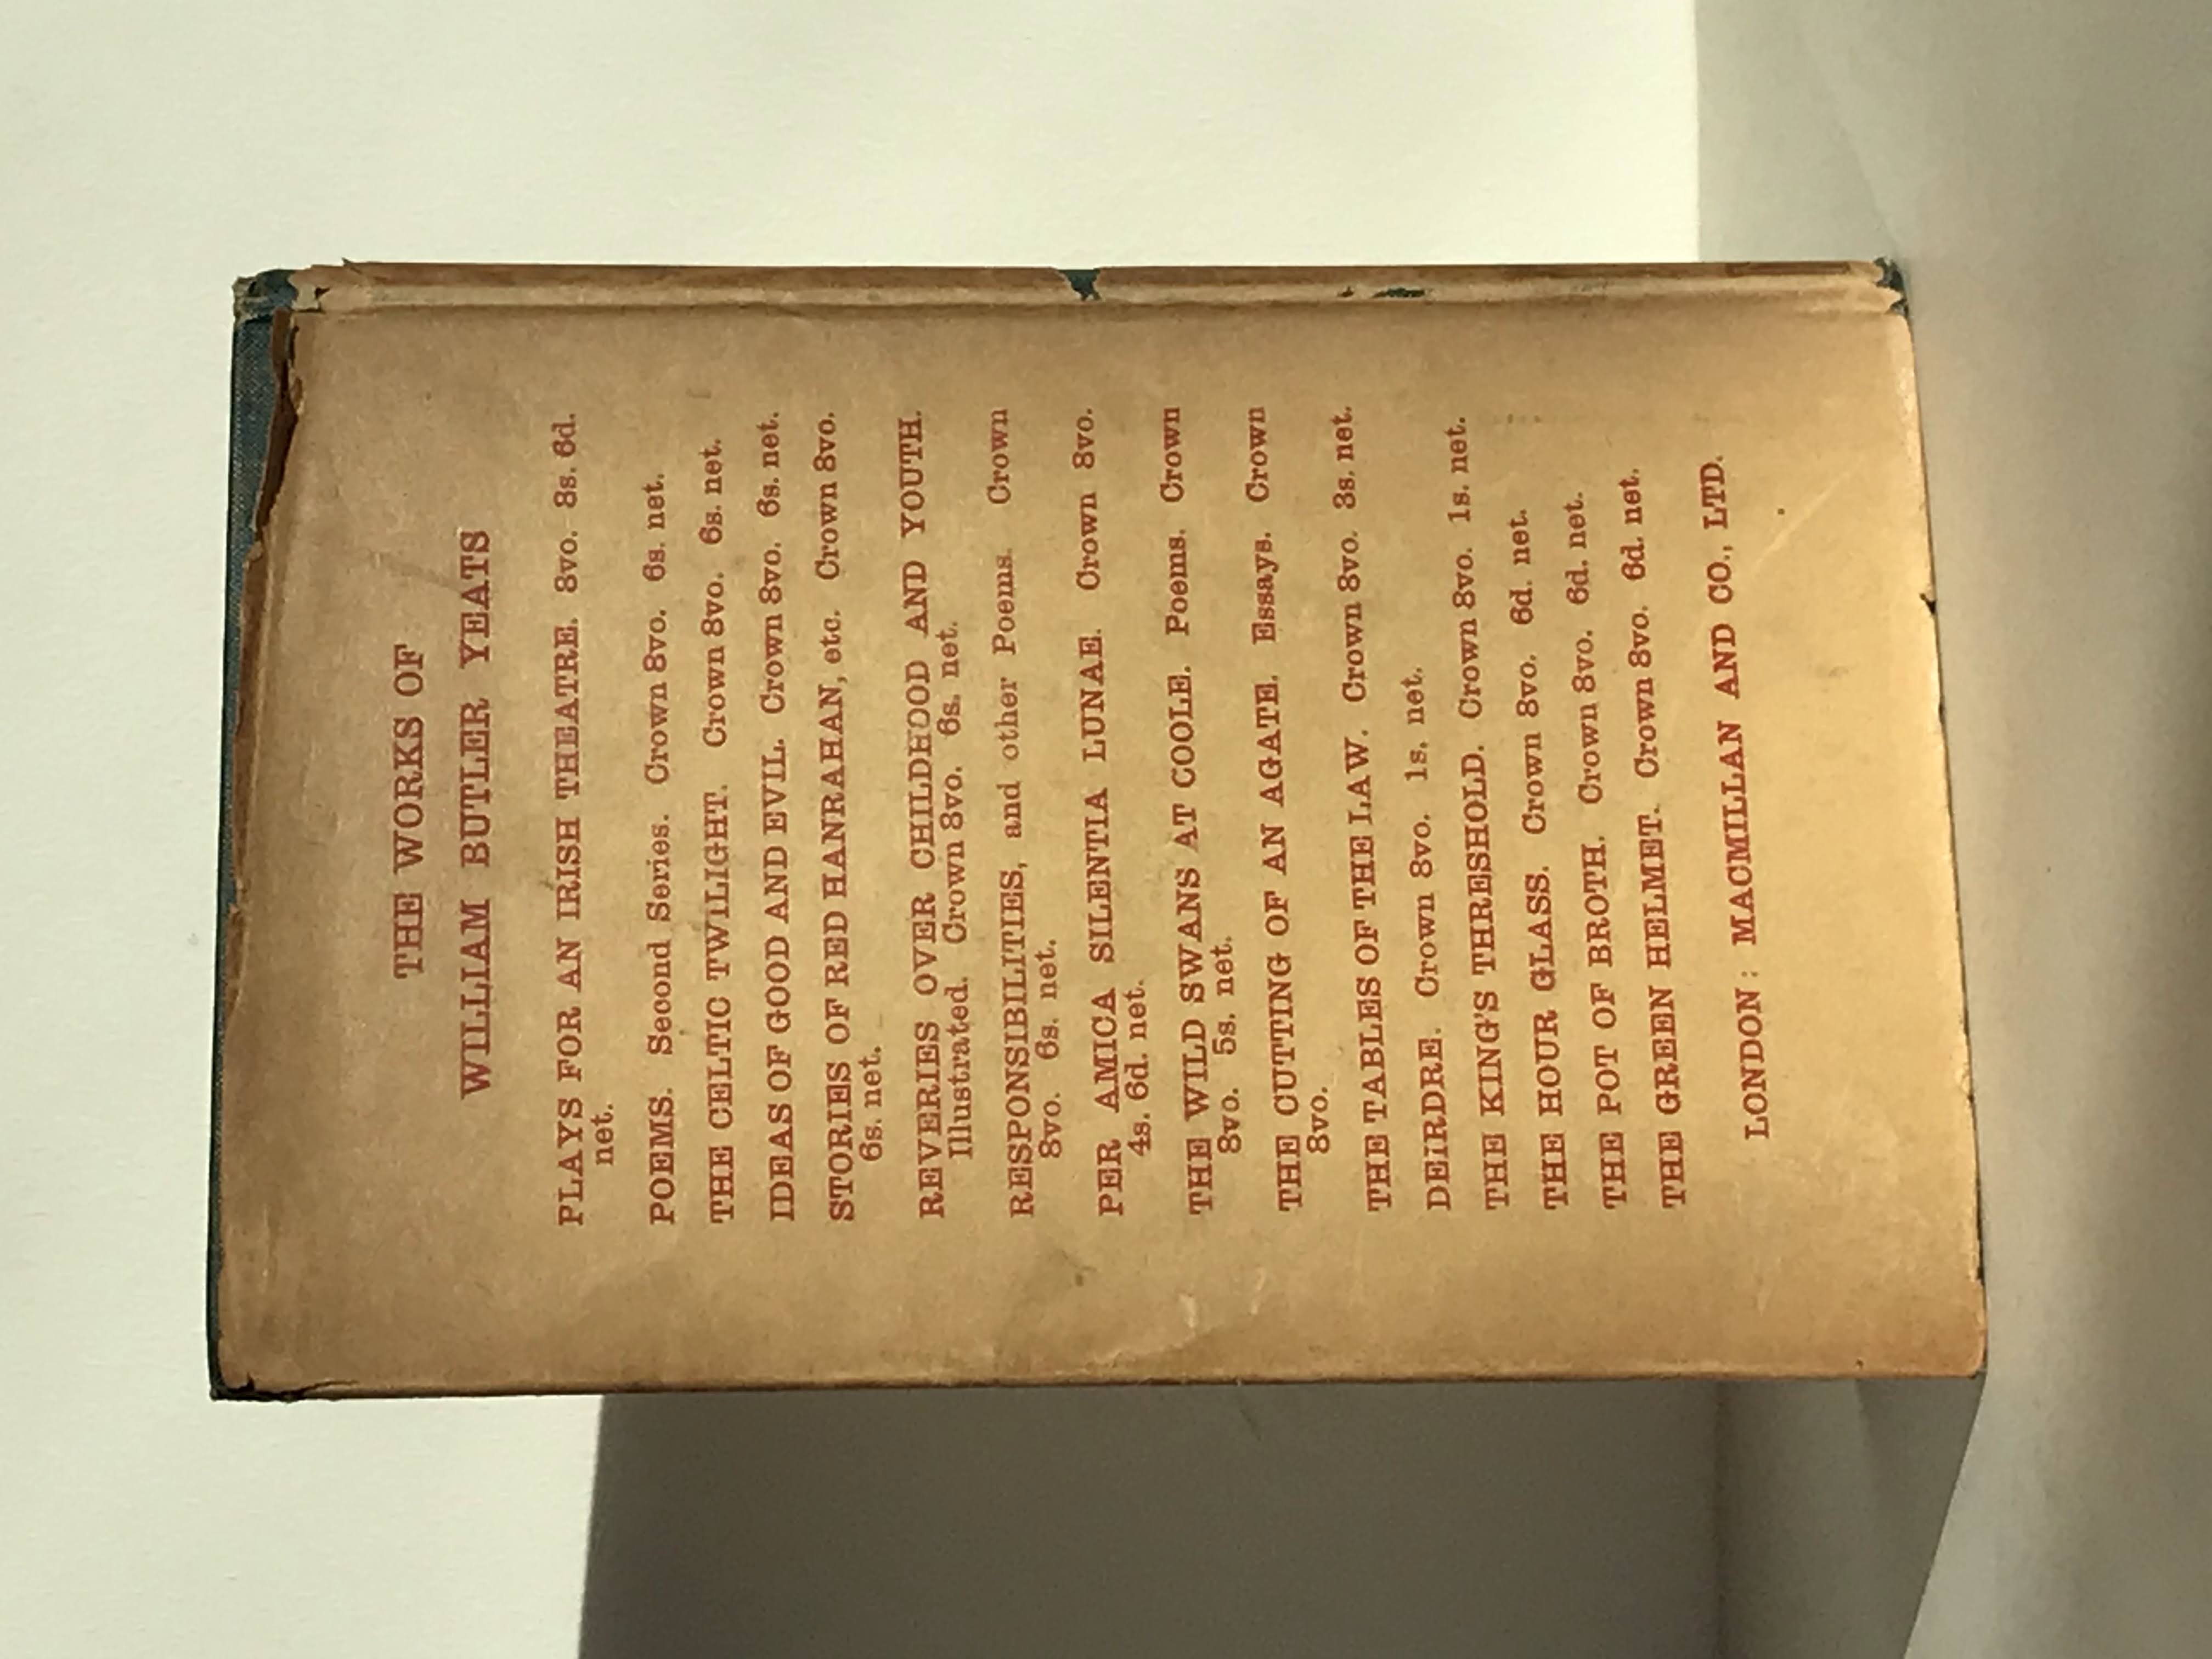 THE WORKS OF
WILLIAM BUTLER YEATS
PLAYS FOR AN IRISH THEATRE. 8vo. 8s. 6d.
net.
POEMS. Second Series. Crown 8vo. 6s. net.
THE CELTIC TWILIGHT. Crown 8vo. 6s. net.
IDEAS OF GOOD AND EVIL. Crown 8vo. 6s. net.
STORIES OF RED HANRAHAN, etc. Crown 8vo.
6s. net.
REVERIES OVER CHILDHOOD AND YOUTH.
Illustrated. Crown 8vo. 6s. net.
RESPONSIBILITIES, and other Poems. Crown
8vo. 6s. net.
PER AMICA SILENTIA LUNAE. Crown 8vo.
4s. 6d. net.
THE WILD SWANS AT COOLE. Poems. Crown
8vo. 5s. net.
THE CUTTING OF AN AGATE. Essays. Crown
8vo.
THE TABLES OF THE LAW. Crown 8vo. 3s. net.
DEIRDRE. Crown 8vo. 1s. net.
THE KING'S THRESHOLD. Crown 8vo. 1s. net.
THE HOUR GLASS. Crown 8vo. 6d. net.
THE POT OF BROTH. Crown 8vo. 6d. net.
THE GREEN HELMET. Crown 8vo. 6d. net.
LONDON: MACMILLAN AND CO., LTD.